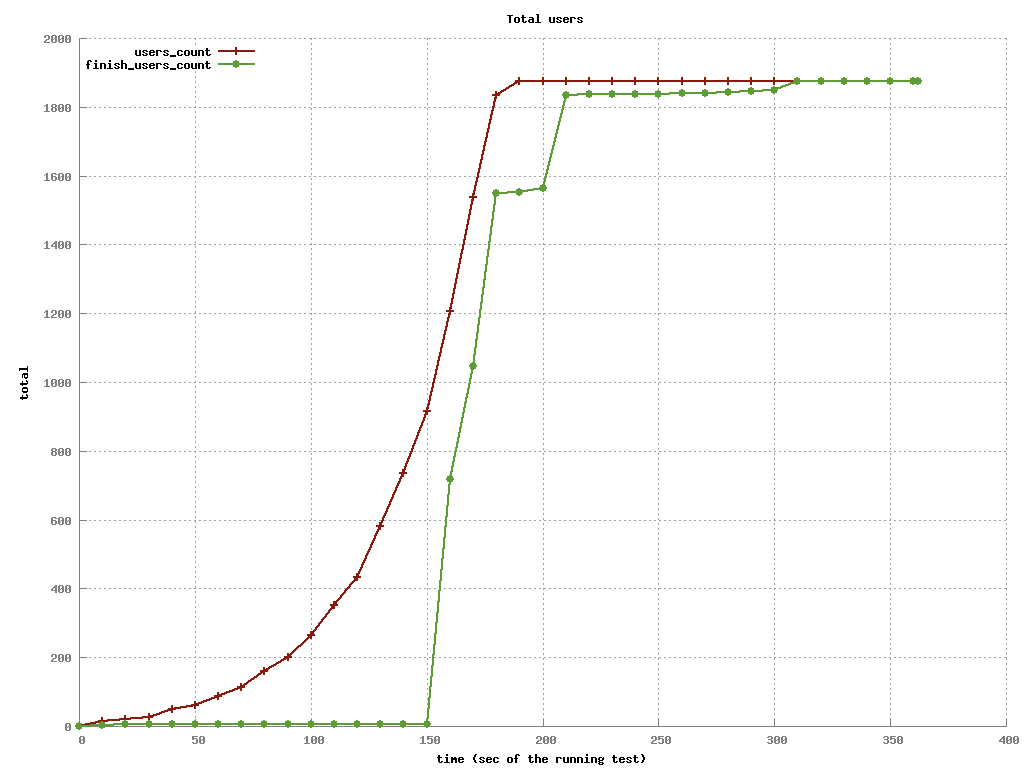 Total users
users_count
finish_users_count
2000
1800
1600
1400
1200
1000
800
600
400
200
0
total
0 50 100 150 200 250 300 350 400
time (sec of the running test)